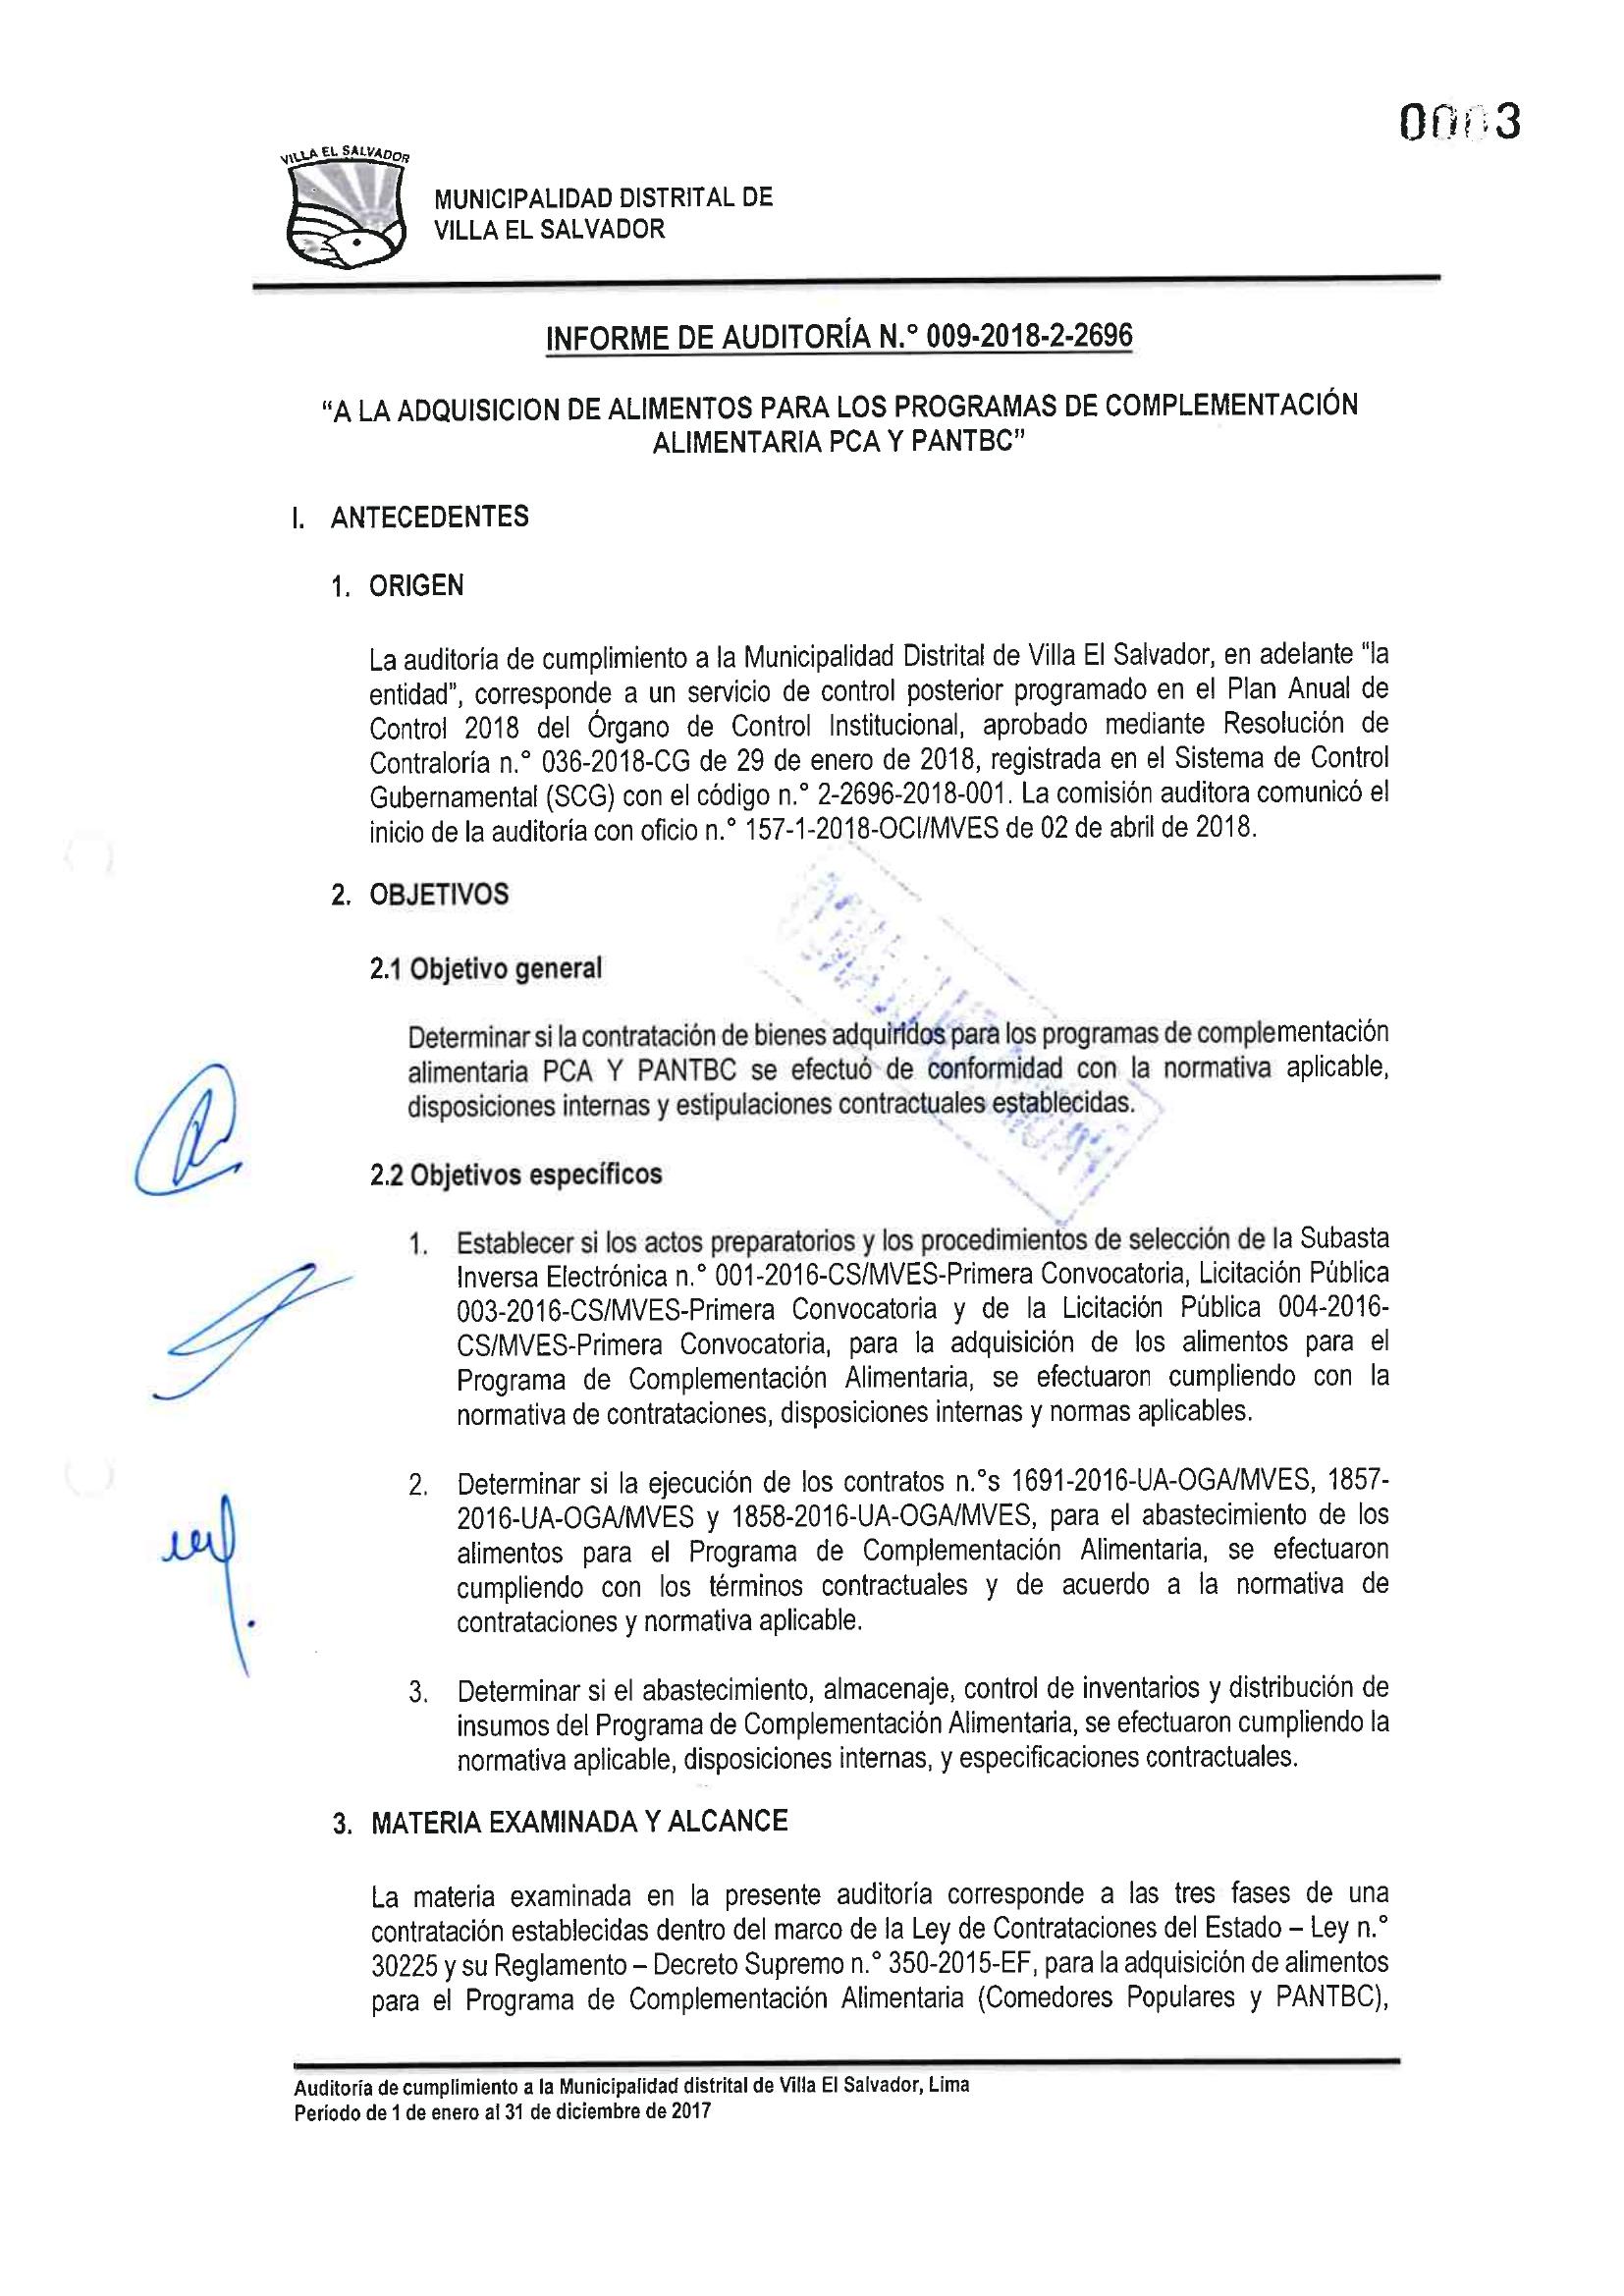 0003
VILLA EL SALVADOR
MUNICIPALIDAD DISTRITAL DE
VILLA EL SALVADOR
INFORME DE AUDITORÍA N.° 009-2018-2-2696
“A LA ADQUISICION DE ALIMENTOS PARA LOS PROGRAMAS DE COMPLEMENTACIÓN
ALIMENTARIA PCA Y PANTBC”
I. ANTECEDENTES
1. ORIGEN
La auditoría de cumplimiento a la Municipalidad Distrital de Villa El Salvador, en adelante “la
entidad”, corresponde a un servicio de control posterior programado en el Plan Anual de
Control 2018 del Órgano de Control Institucional, aprobado mediante Resolución de
Contraloría n.° 036-2018-CG de 29 de enero de 2018, registrada en el Sistema de Control
Gubernamental (SCG) con el código n.° 2-2696-2018-001. La comisión auditora comunicó el
inicio de la auditoría con oficio n.° 157-1-2018-OCI/MVES de 02 de abril de 2018.
2. OBJETIVOS
2.1 Objetivo general
Determinar si la contratación de bienes adquiridos para los programas de complementación
alimentaria PCA Y PANTBC se efectuó de conformidad con la normativa aplicable,
disposiciones internas y estipulaciones contractuales establecidas.
2.2 Objetivos específicos
1. Establecer si los actos preparatorios y los procedimientos de selección de la Subasta
Inversa Electrónica n.° 001-2016-CS/MVES-Primera Convocatoria, Licitación Pública
003-2016-CS/MVES-Primera Convocatoria y de la Licitación Pública 004-2016-
CS/MVES-Primera Convocatoria, para la adquisición de los alimentos para el
Programa de Complementación Alimentaria, se efectuaron cumpliendo con la
normativa de contrataciones, disposiciones internas y normas aplicables.
2. Determinar si la ejecución de los contratos n.°s 1691-2016-UA-OGA/MVES, 1857-
2016-UA-OGA/MVES y 1858-2016-UA-OGA/MVES, para el abastecimiento de los
alimentos para el Programa de Complementación Alimentaria, se efectuaron
cumpliendo con los términos contractuales y de acuerdo a la normativa de
contrataciones y normativa aplicable.
3. Determinar si el abastecimiento, almacenaje, control de inventarios y distribución de
insumos del Programa de Complementación Alimentaria, se efectuaron cumpliendo la
normativa aplicable, disposiciones internas, y especificaciones contractuales.
3. MATERIA EXAMINADA Y ALCANCE
La materia examinada en la presente auditoría corresponde a las tres fases de una
contratación establecidas dentro del marco de la Ley de Contrataciones del Estado – Ley n.°
30225 y su Reglamento – Decreto Supremo n.° 350-2015-EF, para la adquisición de alimentos
para el Programa de Complementación Alimentaria (Comedores Populares y PANTBC),
Auditoría de cumplimiento a la Municipalidad distrital de Villa El Salvador, Lima
Período de 1 de enero al 31 de diciembre de 2017